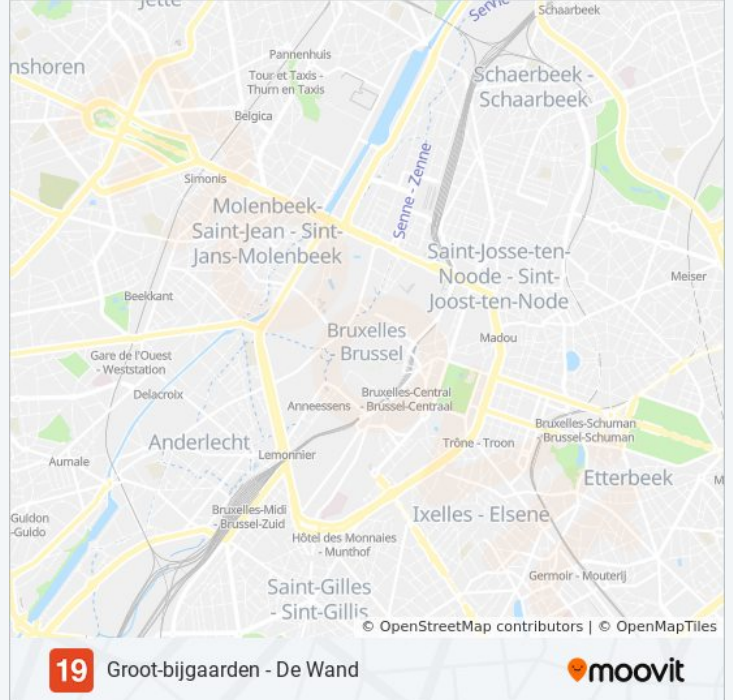 Jette
Senne
Schaarbeek
Pannenhuis
nshoren
Tour et Taxis -
Thurn en Taxis
Schaerbeek -
Schaarbeek
Belgica
Senne - Zenne
Simonis
Molenbeek-
Saint-Jean - Sint-
Jans-Molenbeek
Saint-Josse-ten-
Noode - Sint-
Joost-ten-Node
Meiser
Beekkant
Bruxelles
- Brussel
Madou
Gare de l'Ouest
- Weststation
Delacroix
Bruxelles-Central
- Brussel-Centraal
Anneessens
Bruxelles-Schuman
- Brussel-Schuman
Anderlecht
Trône - Troon
Lemonnier
Aumale
Etterbeek
M
Bruxelles-Midi
- Brussel-Zuid
Ixelles - Elsene
Guidon
-Guido
Hôtel des Monnaies
- Munthof
Germoir - Mouterij
Saint-Gilles
- Sint-Gillis
© OpenStreetMap contributors | © OpenMapTiles
19 Groot-bijgaarden - De Wand
moovit